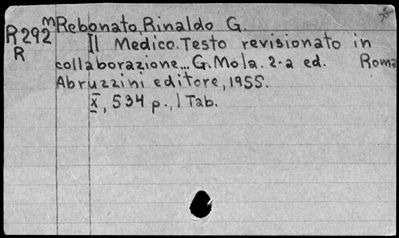 R292 m Rebonato, Rinaldo G.
R Il Medico. Testo revisionato in
collaborazione... G. Mola. 2-a ed. Roma
Abruzzini editore, 1955.
x, 534 p., 1 Tab.